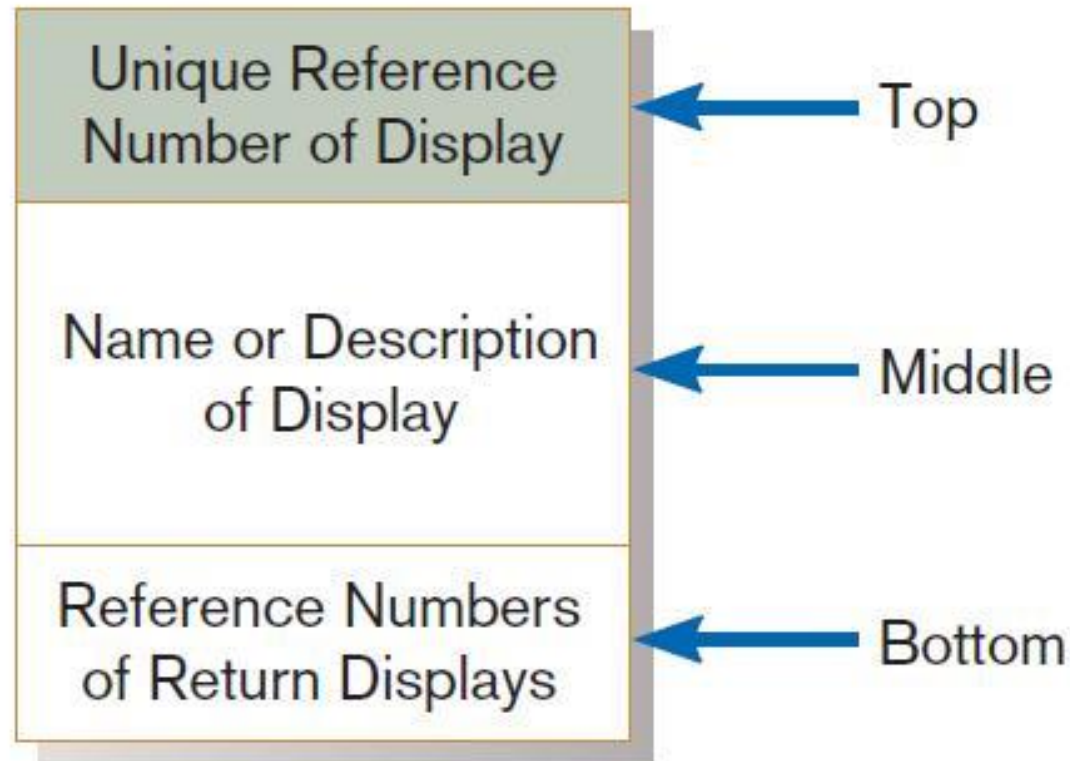 Unique Reference
Number of Display
Top
Name or Description
of Display
Middle
Reference Numbers
of Return Displays
Bottom